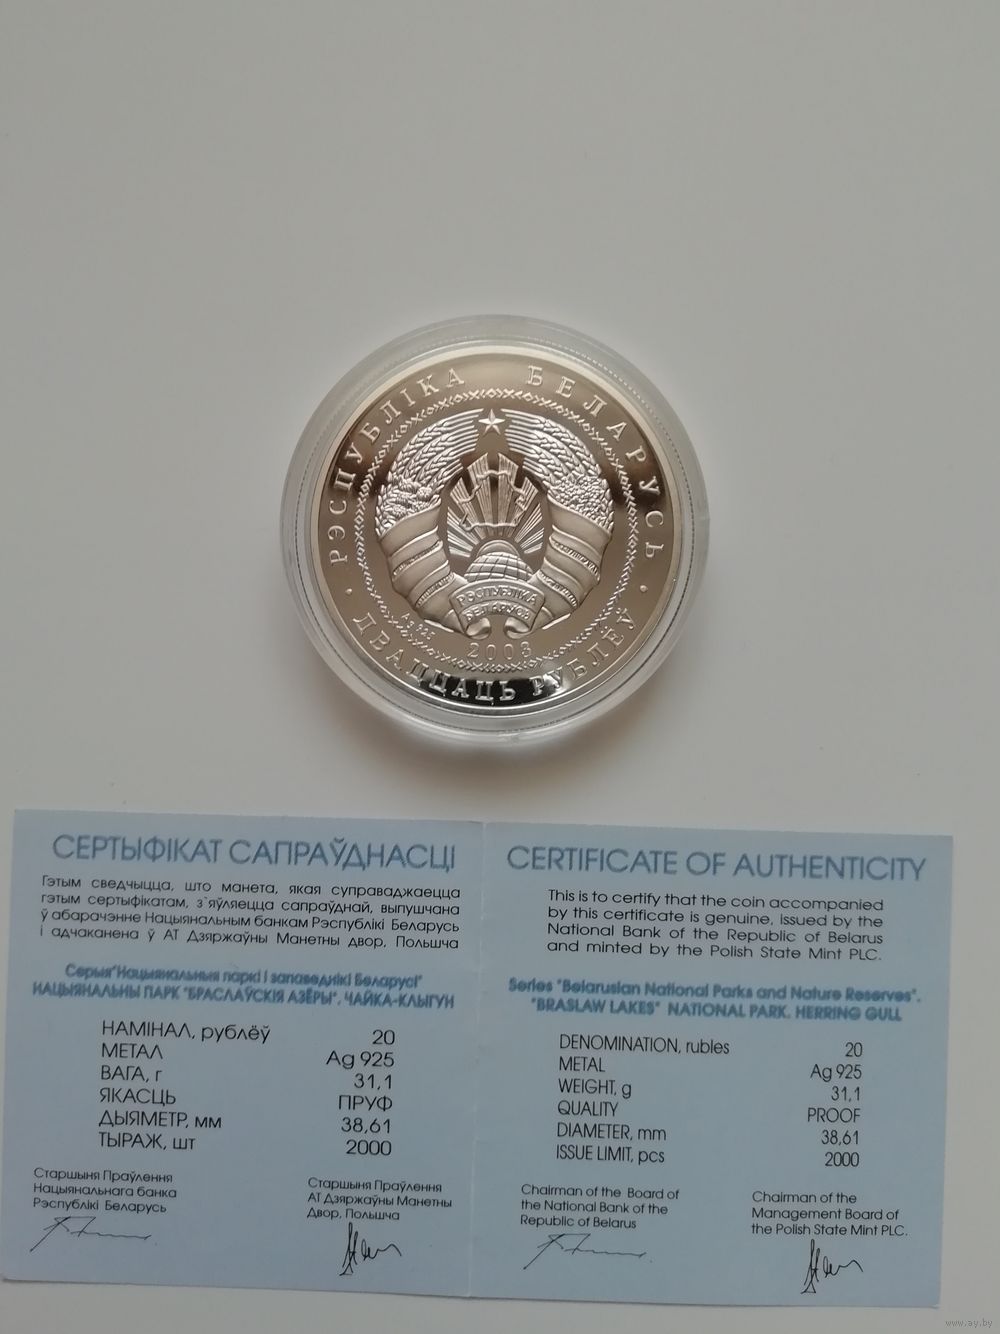 РЭСПУБЛІКА БЕЛАРУСЬ
РЭСПУБЛІКА
БЕЛАРУСЬ
Ag 925
2003
· ДВАЦЦАЦЬ РУБЛЁЎ ·
СЕРТЫФІКАТ САПРАЎДНАСЦІ
Гэтым сведчыцца, што манета, якая суправаджаецца
гэтым сертыфікатам, з`яўляецца сапраўднай, выпушчана
ў абарачэнне Нацыянальным банкам Рэспублікі Беларусь
і адчаканена ў АТ Дзяржаўны Манетны двор, Польшча
Серыя"Нацыянальныя паркі і запаведнікі Беларусі"
НАЦЫЯНАЛЬНЫ ПАРК "БРАСЛАЎСКІЯ АЗЁРЫ". ЧАЙКА-КЛЫГУН
НАМІНАЛ, рублёў 20
МЕТАЛ Ag 925
ВАГА, г 31,1
ЯКАСЦЬ ПРУФ
ДЫЯМЕТР, мм 38,61
ТЫРАЖ, шт 2000
Старшыня Праўлення
Нацыянальнага банка
Рэспублікі Беларусь
Старшыня Праўлення
АТ Дзяржаўны Манетны
Двор, Польшча
CERTIFICATE OF AUTHENTICITY
This is to certify that the coin accompanied
by this certificate is genuine, issued by the
National Bank of the Republic of Belarus
and minted by the Polish State Mint PLC.
Series "Belarusian National Parks and Nature Reserves".
"BRASLAW LAKES" NATIONAL PARK. HERRING GULL
DENOMINATION, rubles 20
METAL Ag 925
WEIGHT, g 31,1
QUALITY PROOF
DIAMETER, mm 38,61
ISSUE LIMIT, pcs 2000
Chairman of the Board of
the National Bank of the
Republic of Belarus
Chairman of the
Management Board of
the Polish State Mint PLC.
www.ay.by